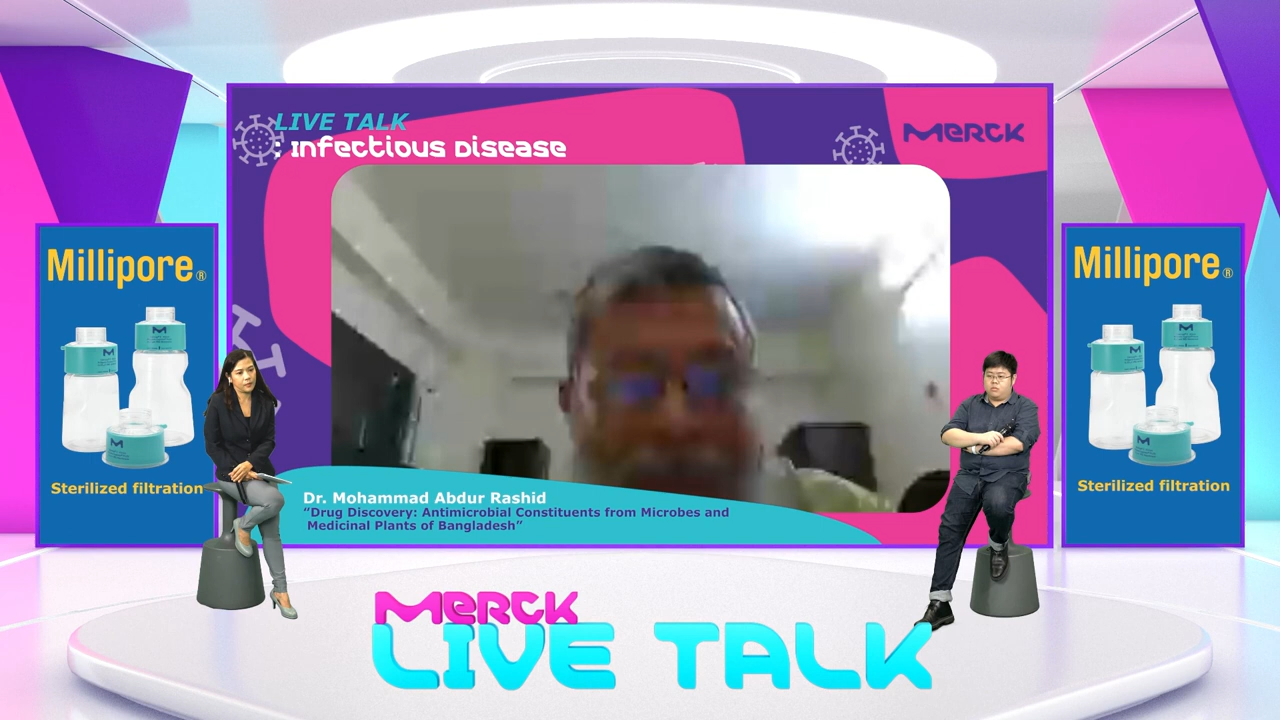 LIVE TALK
: Infectious Disease
MERCK
Millipore®
Sterilized filtration
Millipore®
Sterilized filtration
Dr. Mohammad Abdur Rashid
“Drug Discovery: Antimicrobial Constituents from Microbes and
Medicinal Plants of Bangladesh”
MERCK
LIVE TALK